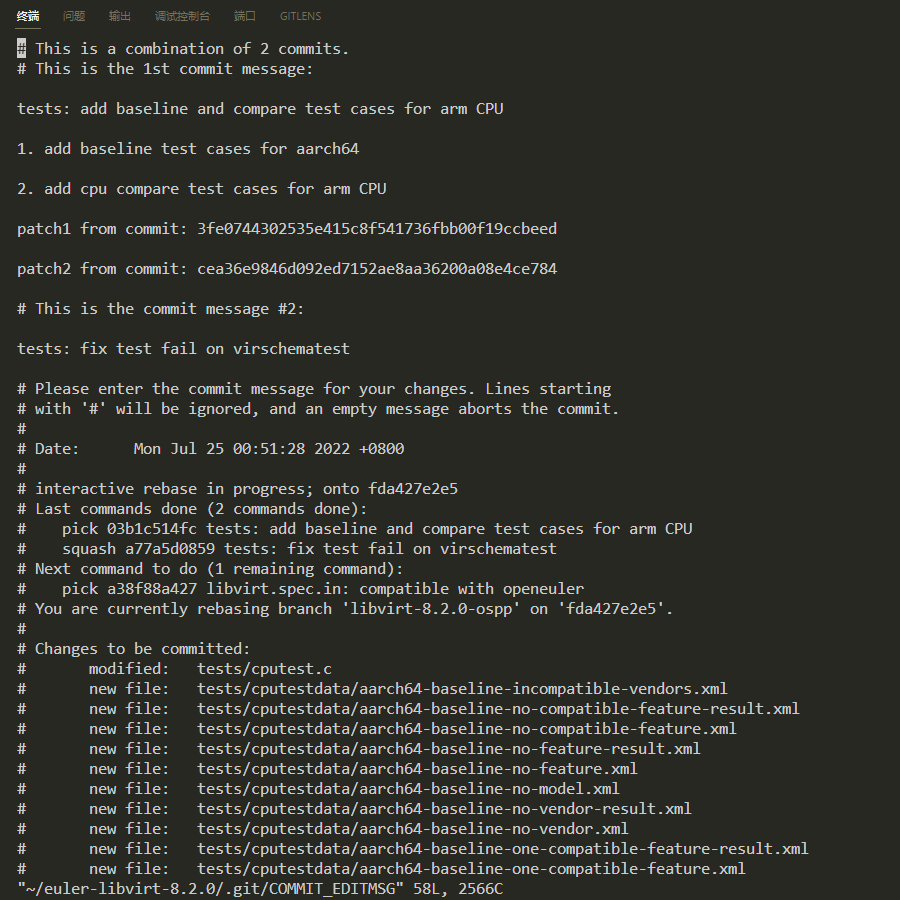 终端 问题 输出 调试控制台 端口 GITLENS
# This is a combination of 2 commits.
# This is the 1st commit message:
tests: add baseline and compare test cases for arm CPU
1. add baseline test cases for aarch64
2. add cpu compare test cases for arm CPU
patch1 from commit: 3fe0744302535e415c8f541736fbb00f19ccbeed
patch2 from commit: cea36e9846d092ed7152ae8aa36200a08e4ce784
# This is the commit message #2:
tests: fix test fail on virschematest
# Please enter the commit message for your changes. Lines starting
# with '#' will be ignored, and an empty message aborts the commit.
#
# Date:      Mon Jul 25 00:51:28 2022 +0800
#
# interactive rebase in progress; onto fda427e2e5
# Last commands done (2 commands done):
#    pick 03b1c514fc tests: add baseline and compare test cases for arm CPU
#    squash a77a5d0859 tests: fix test fail on virschematest
# Next command to do (1 remaining command):
#    pick a38f88a427 libvirt.spec.in: compatible with openeuler
# You are currently rebasing branch 'libvirt-8.2.0-ospp' on 'fda427e2e5'.
#
# Changes to be committed:
#       modified:   tests/cputest.c
#       new file:   tests/cputestdata/aarch64-baseline-incompatible-vendors.xml
#       new file:   tests/cputestdata/aarch64-baseline-no-compatible-feature-result.xml
#       new file:   tests/cputestdata/aarch64-baseline-no-compatible-feature.xml
#       new file:   tests/cputestdata/aarch64-baseline-no-feature-result.xml
#       new file:   tests/cputestdata/aarch64-baseline-no-feature.xml
#       new file:   tests/cputestdata/aarch64-baseline-no-model.xml
#       new file:   tests/cputestdata/aarch64-baseline-no-vendor-result.xml
#       new file:   tests/cputestdata/aarch64-baseline-no-vendor.xml
#       new file:   tests/cputestdata/aarch64-baseline-one-compatible-feature-result.xml
#       new file:   tests/cputestdata/aarch64-baseline-one-compatible-feature.xml
"~/euler-libvirt-8.2.0/.git/COMMIT_EDITMSG" 58L, 2566C